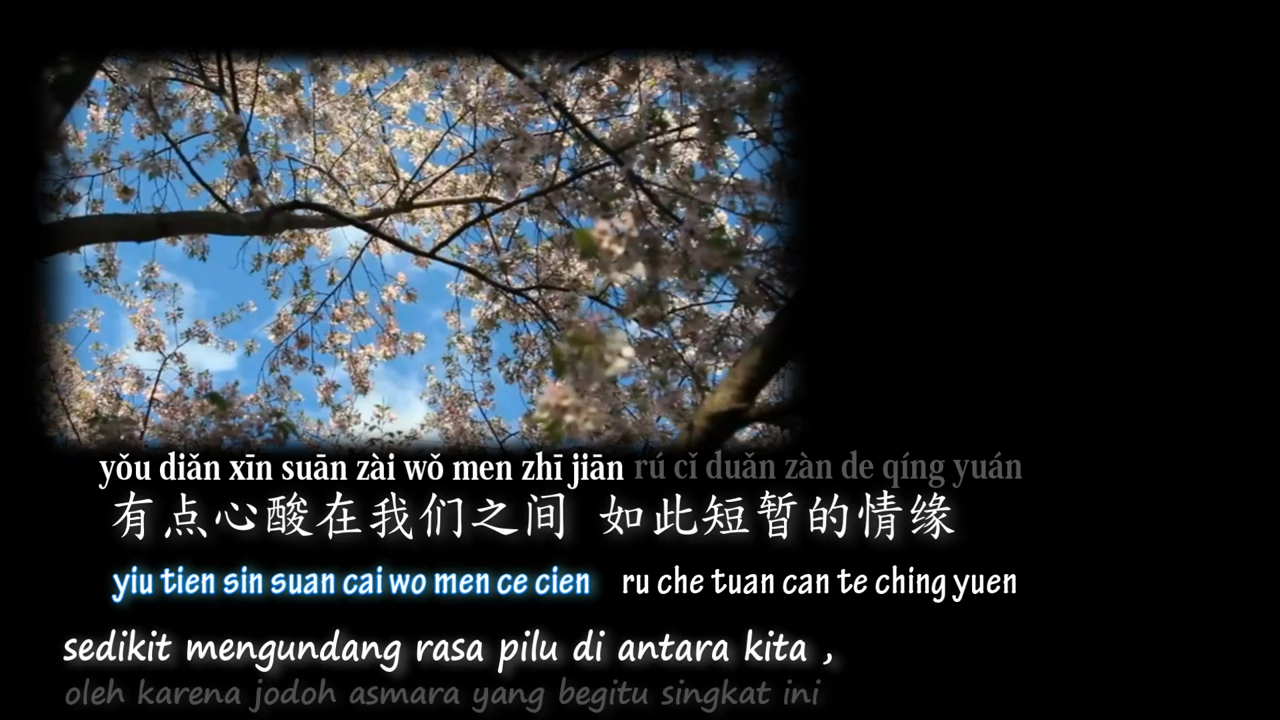 yǒu diǎn xīn suān zài wǒ men zhī jiān rú cǐ duǎn zàn de qíng yuán
有点心酸在我们之间 如此短暂的情缘
yiu tien sin suan cai wo men ce cien ru che tuan can te ching yuen
sedikit mengundang rasa pilu di antara kita ,
oleh karena jodoh asmara yang begitu singkat ini